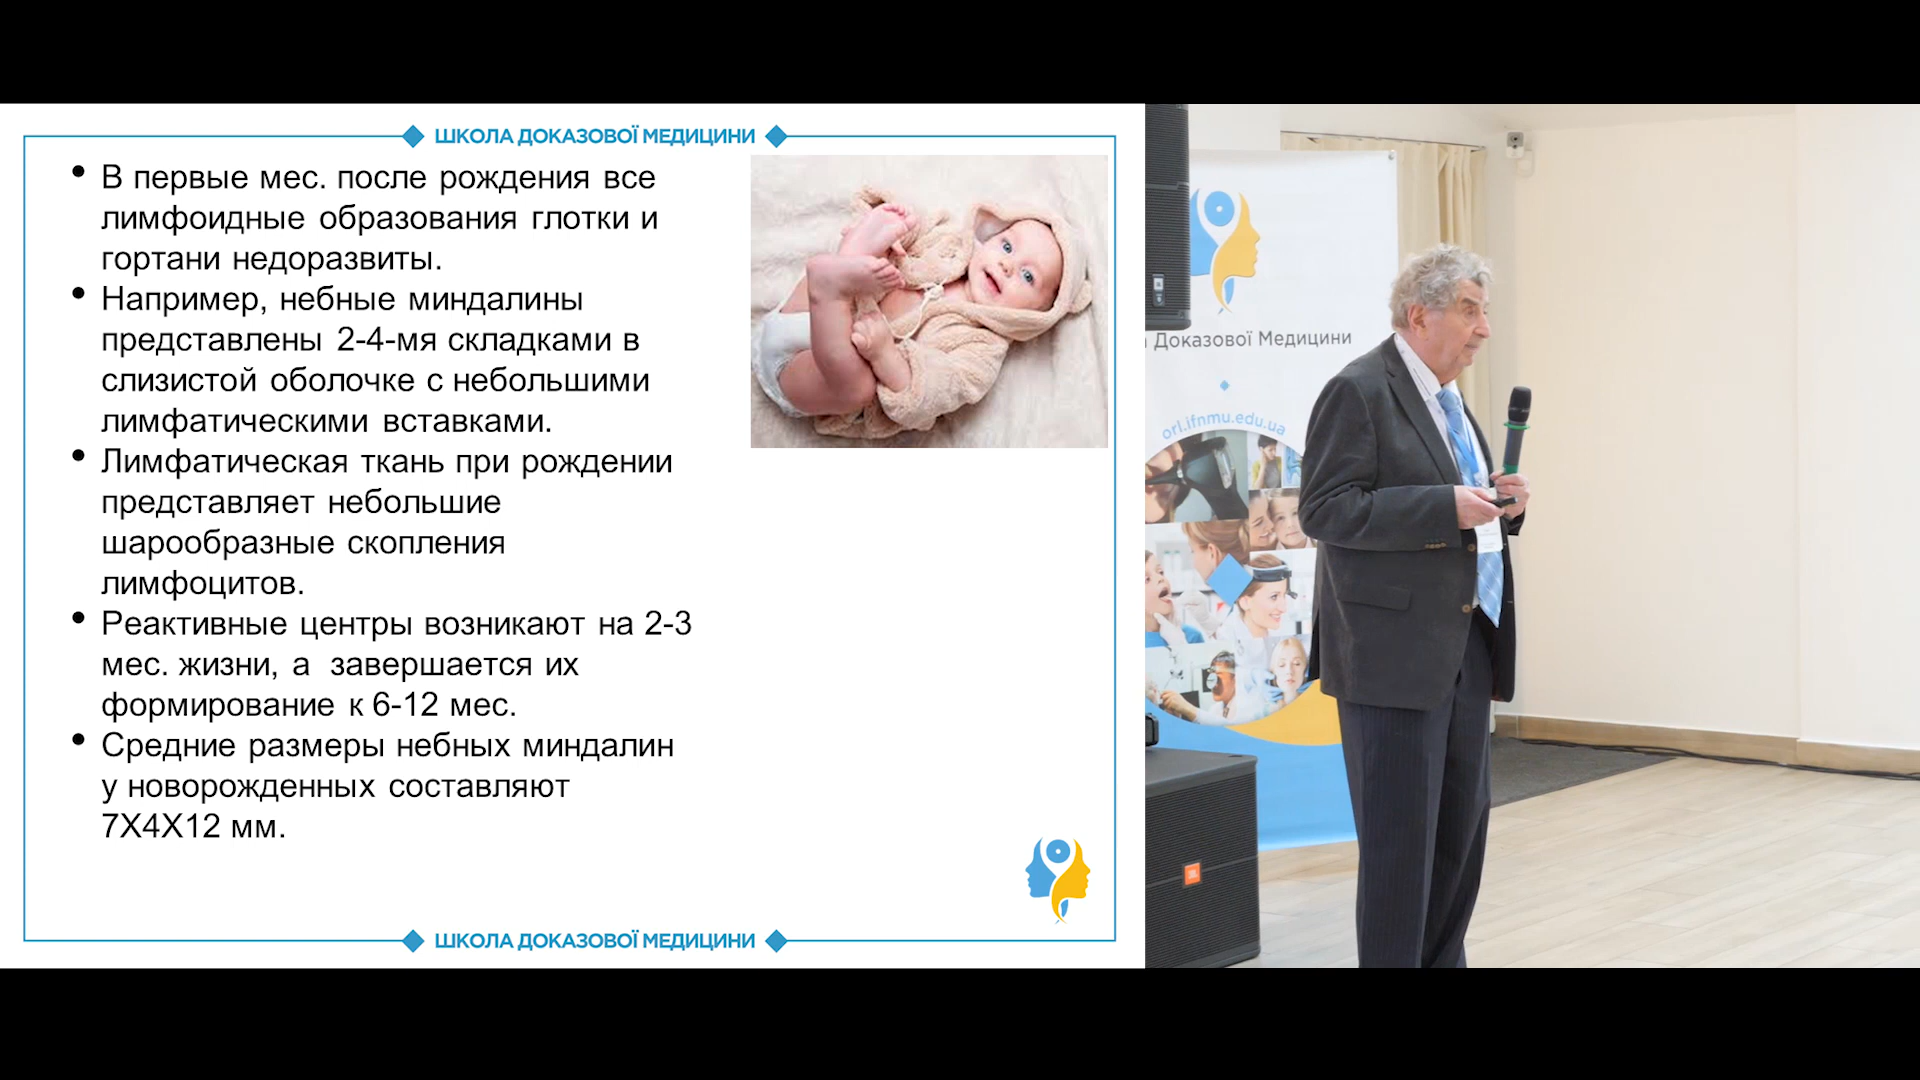 ШКОЛА ДОКАЗОВОЇ МЕДИЦИНИ
В первые мес. после рождения все
лимфоидные образования глотки и
гортани недоразвиты.
Например, небные миндалины
представлены 2-4-мя складками в
слизистой оболочке с небольшими
лимфатическими вставками.
Лимфатическая ткань при рождении
представляет небольшие
шарообразные скопления
лимфоцитов.
Реактивные центры возникают на 2-3
мес. жизни, а  завершается их
формирование к 6-12 мес.
Средние размеры небных миндалин
у новорожденных составляют
7Х4Х12 мм.
ШКОЛА ДОКАЗОВОЇ МЕДИЦИНИ
Доказової Медицини
orl.ifnmu.edu.ua
JBL